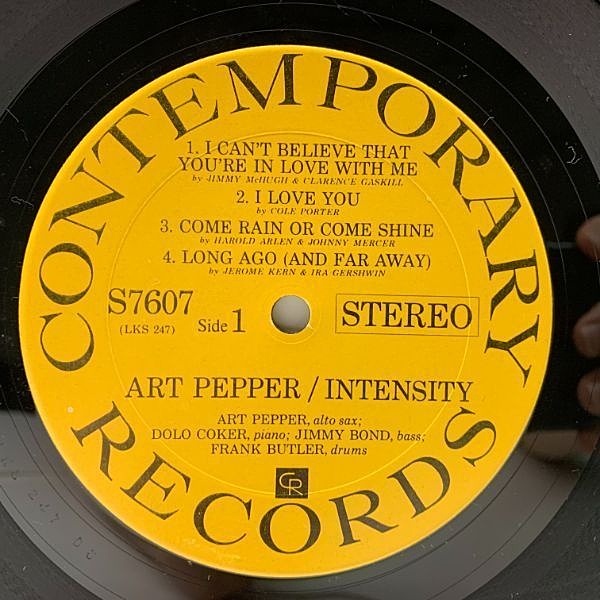 CONTEMPORARY
1. I CAN'T BELIEVE THAT
YOU'RE IN LOVE WITH ME
by JIMMY McHUGH & CLARENCE GASKILL
2. I LOVE YOU
by COLE PORTER
3. COME RAIN OR COME SHINE
by HAROLD ARLEN & JOHNNY MERCER
4. LONG AGO (AND FAR AWAY)
by JEROME KERN & IRA GERSHWIN
S7607
(LKS 247)
Side 1
STEREO
ART PEPPER / INTENSITY
ART PEPPER, alto sax;
DOLO COKER, piano; JIMMY BOND, bass;
FRANK BUTLER, drums
CR
RECORDS